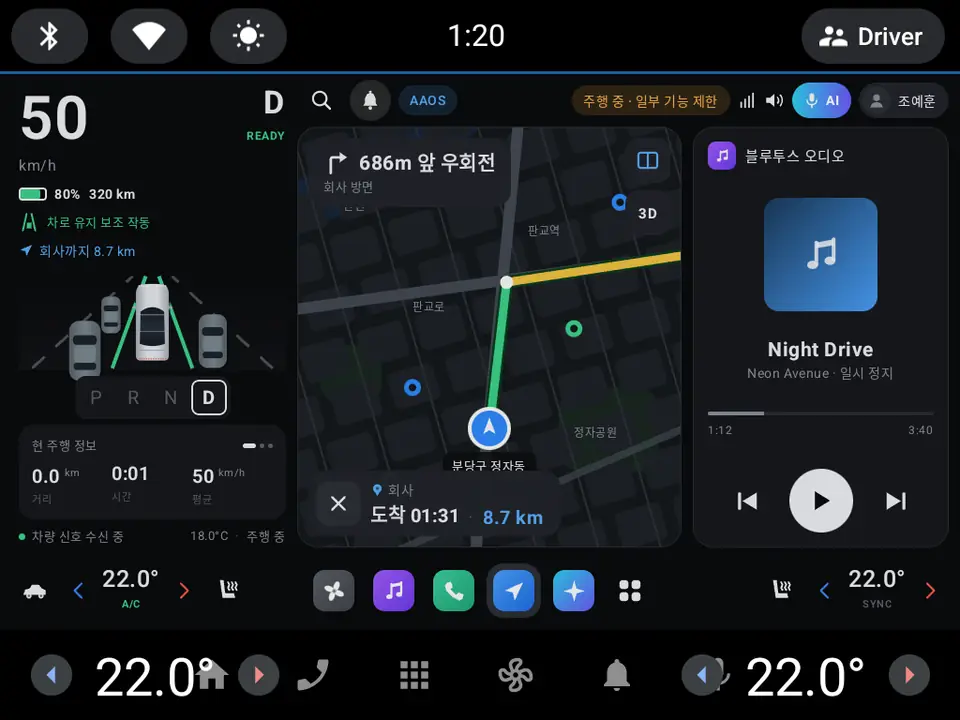 1:20
Driver
50
km/h
D
READY
80% 320 km
차로 유지 보조 작동
회사까지 8.7 km
P R N D
현 주행 정보
0.0 km
거리
0:01
시간
50 km/h
평균
차량 신호 수신 중
18.0°C · 주행 중
AAOS
주행 중 · 일부 기능 제한
AI
조예훈
686m 앞 우회전
회사 방면
3D
판교역
판교로
정자공원
분당구 정자동
회사
도착 01:31 · 8.7 km
블루투스 오디오
Night Drive
Neon Avenue · 일시 정지
1:12
3:40
22.0°
A/C
22.0°
SYNC
22.0°
22.0°